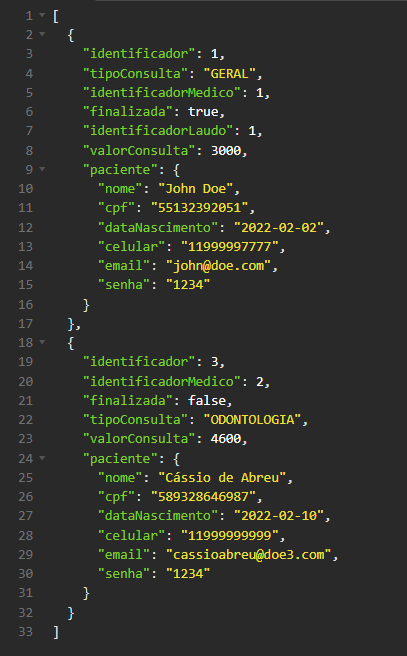 1 [
2 {
3 "identificador": 1,
4 "tipoConsulta": "GERAL",
5 "identificadorMedico": 1,
6 "finalizada": true,
7 "identificadorLaudo": 1,
8 "valorConsulta": 3000,
9 "paciente": {
10 "nome": "John Doe",
11 "cpf": "55132392051",
12 "dataNascimento": "2022-02-02",
13 "celular": "11999997777",
14 "email": "john@doe.com",
15 "senha": "1234"
16 }
17 },
18 {
19 "identificador": 3,
20 "identificadorMedico": 2,
21 "finalizada": false,
22 "tipoConsulta": "ODONTOLOGIA",
23 "valorConsulta": 4600,
24 "paciente": {
25 "nome": "Cássio de Abreu",
26 "cpf": "589328646987",
27 "dataNascimento": "2022-02-10",
28 "celular": "11999999999",
29 "email": "cassioabreu@doe3.com",
30 "senha": "1234"
31 }
32 }
33 ]